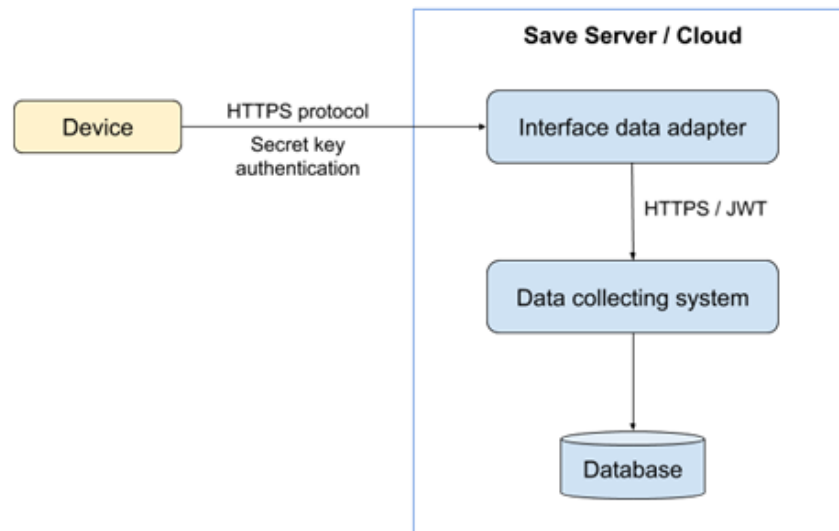 Save Server / Cloud
Device
HTTPS protocol
Secret key
authentication
Interface data adapter
HTTPS / JWT
Data collecting system
Database